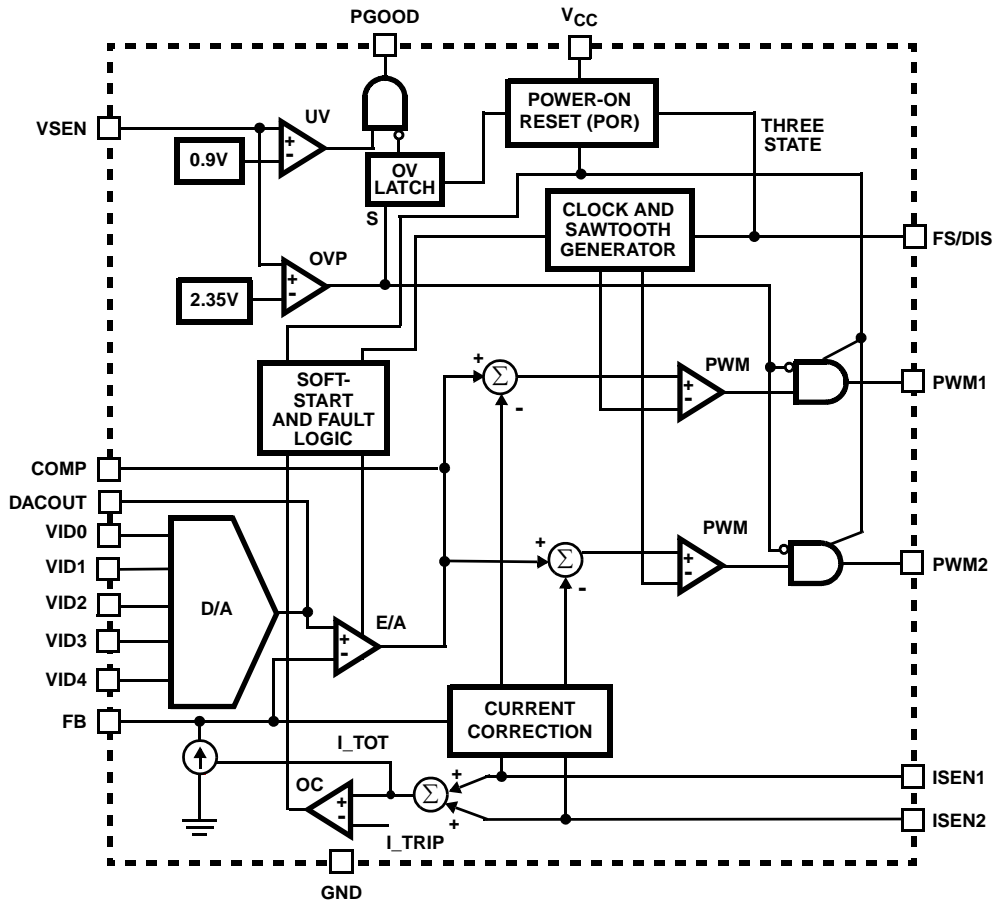 PGOOD
VCC
VSEN
UV
0.9V
OV
LATCH
S
POWER-ON
RESET (POR)
THREE
STATE
CLOCK AND
SAWTOOTH
GENERATOR
FS/DIS
OVP
2.35V
+
-
+
-
SOFT-
START
AND FAULT
LOGIC
+
Σ
-
PWM
+
-
PWM1
COMP
DACOUT
VID0
VID1
VID2
VID3
VID4
D/A
E/A
+
-
+
Σ
-
PWM
+
-
PWM2
FB
CURRENT
CORRECTION
I_TOT
OC
+
-
I_TRIP
Σ
+
+
ISEN1
ISEN2
GND